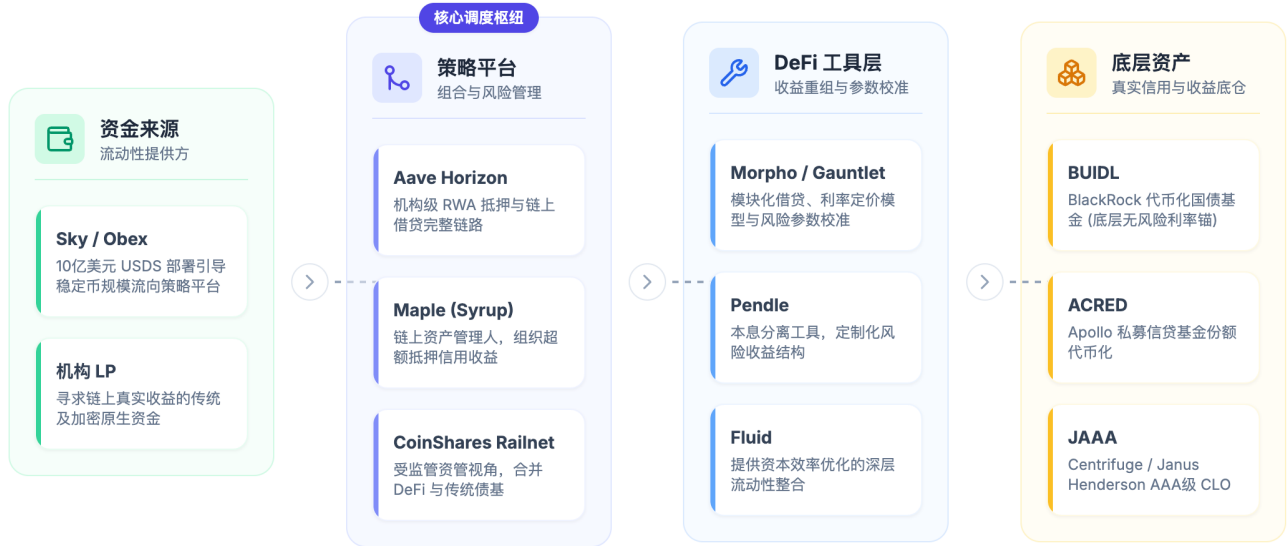 资金来源
流动性提供方
Sky / Obex
10亿美元 USDS 部署引导
稳定币规模流向策略平台
机构 LP
寻求链上真实收益的传统
及加密原生资金
核心调度枢纽
策略平台
组合与风险管理
Aave Horizon
机构级 RWA 抵押与链上
借贷完整链路
Maple (Syrup)
链上资产管理人，组织超
额抵押信用收益
CoinShares Railnet
受监管资管视角，合并
DeFi 与传统债基
DeFi 工具层
收益重组与参数校准
Morpho / Gauntlet
模块化借贷、利率定价模
型与风险参数校准
Pendle
本息分离工具，定制化风
险收益结构
Fluid
提供资本效率优化的深层
流动性整合
底层资产
真实信用与收益底仓
BUIDL
BlackRock 代币化国债基
金 (底层无风险利率锚)
ACRED
Apollo 私募信贷基金份额
代币化
JAAA
Centrifuge / Janus
Henderson AAA级 CLO